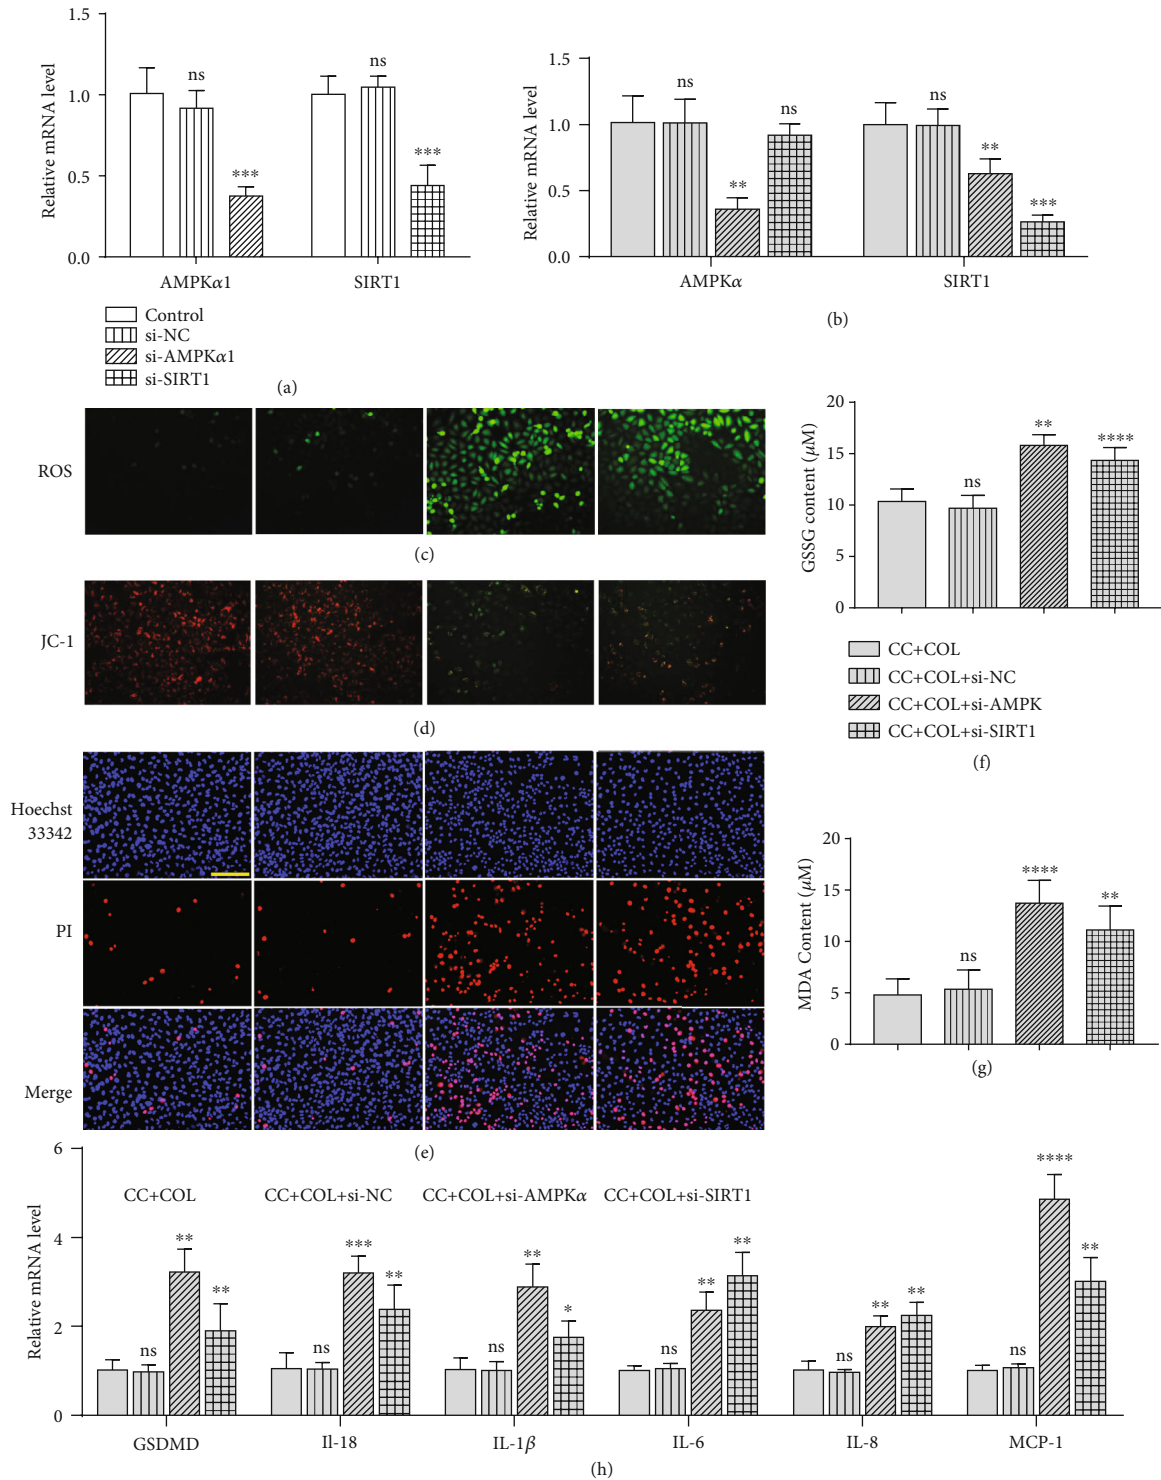 1.5
1.0
0.5
0.0
Relative mRNA level
ns
***
ns
***
AMPKα1
SIRT1
Control
si-NC
si-AMPKα1
si-SIRT1
(a)
1.5
1.0
0.5
0.0
Relative mRNA level
ns
**
ns
ns
**
***
AMPKα
SIRT1
(b)
ROS
(c)
JC-1
(d)
Hoechst
33342
PI
Merge
(e)
20
15
10
5
0
GSSG content (μM)
ns
**
****
CC+COL
CC+COL+si-NC
CC+COL+si-AMPK
CC+COL+si-SIRT1
(f)
20
15
10
5
0
MDA Content (μM)
ns
****
**
(g)
6
4
2
0
Relative mRNA level
CC+COL
CC+COL+si-NC
CC+COL+si-AMPKα
CC+COL+si-SIRT1
ns
**
**
ns
***
**
ns
**
*
ns
**
**
ns
**
**
ns
****
**
GSDMD
Il-18
IL-1β
IL-6
IL-8
MCP-1
(h)